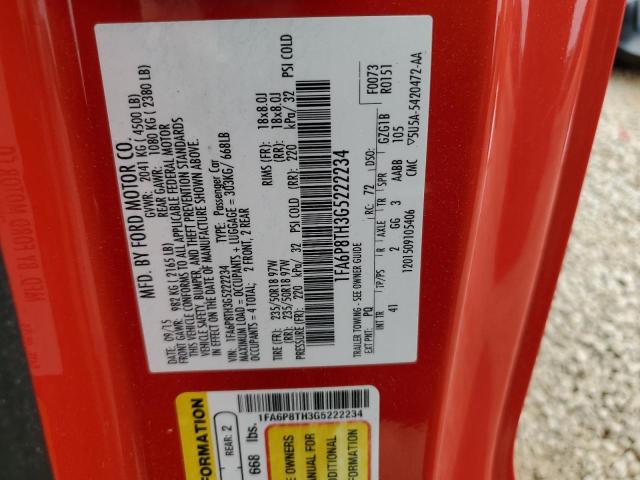 MFD. BY FORD MOTOR CO.
DATE: 09/15 GVWR: 2041 KG ( 4500 LB)
FRONT GAWR: 982 KG ( 2165 LB) REAR GAWR: 1080 KG ( 2380 LB)
THIS VEHICLE CONFORMS TO ALL APPLICABLE FEDERAL MOTOR
VEHICLE SAFETY, BUMPER, AND THEFT PREVENTION STANDARDS
IN EFFECT ON THE DATE OF MANUFACTURE SHOWN ABOVE.
VIN: 1FA6P8TH3G5222234 TYPE: Passenger Car
MAXIMUM LOAD = OCCUPANTS + LUGGAGE = 303KG/ 668LB
OCCUPANTS = 4 TOTAL: 2 FRONT, 2 REAR
TIRE (FR): 235/50R18 97W RIMS (FR): 18x8.0J
(RR): 235/50R18 97W (RR): 18x8.0J
PRESSURE (FR): 220 kPa/ 32 PSI COLD (RR): 220 kPa/ 32 PSI COLD
1FA6P8TH3G5222234
TRAILER TOWING - SEE OWNER GUIDE
F0073
R0151
EXT PNT: PQ RC: 72 DSO:
INT TR TP/PS R AXLE TR SPR GZG1B
41 2 GG 3 AABB 105
1201509105406 CMC 5U5A-5420472-AA
FORMATION
REAR: 2
668 lbs.
1FA6P8TH3G5222234
E OWNERS
ANUAL FOR
DITIONAL